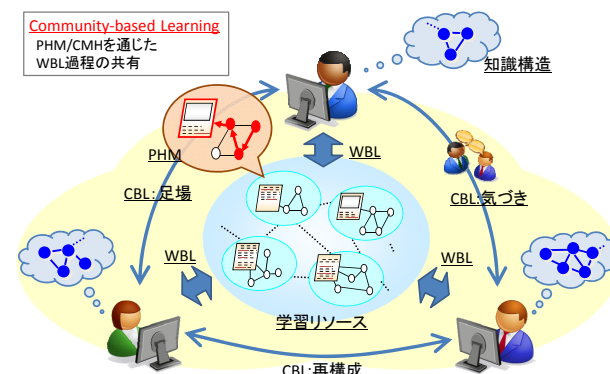 Community-based Learning
PHM/CMHを通じた
WBL過程の共有
知識構造
PHM
WBL
CBL:足場
CBL:気づき
WBL
WBL
学習リソース
CBL:再構成